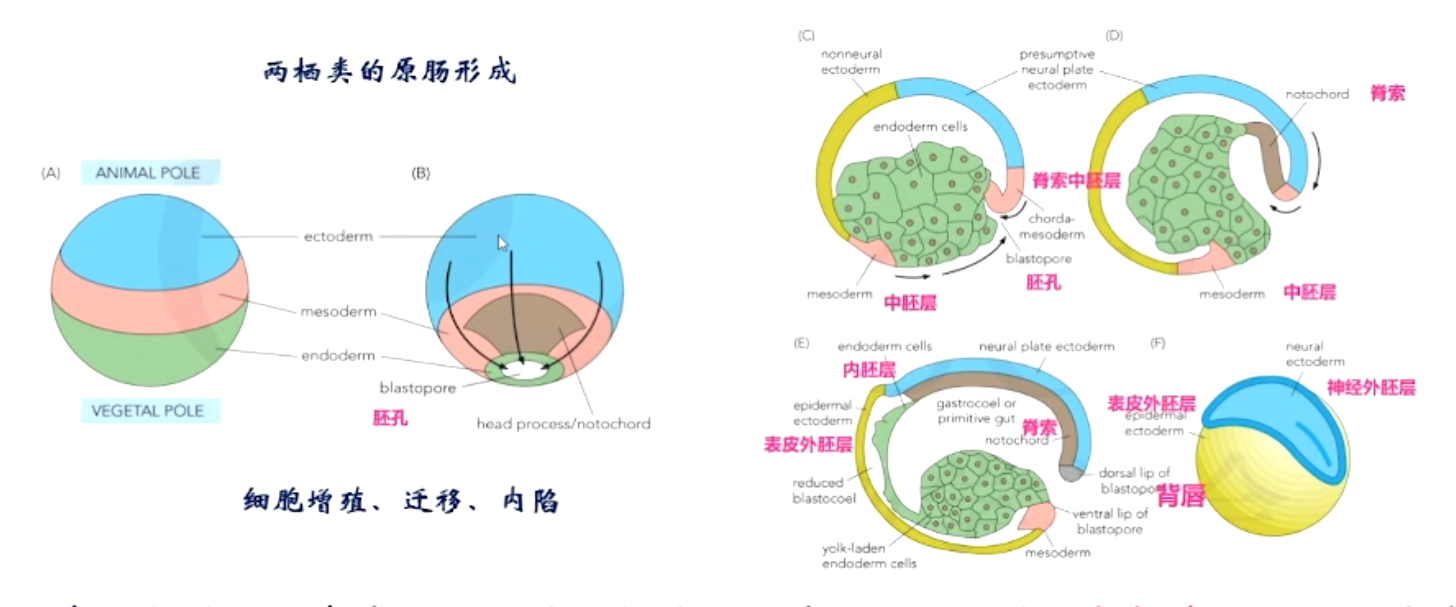 两栖类的原肠形成
(A)
ANIMAL POLE
(B)
ectoderm
mesoderm
endoderm
blastopore
胚孔
head process/notochord
VEGETAL POLE
细胞增殖、迁移、内陷
(C)
nonneural
ectoderm
presumptive
neural plate
ectoderm
(D)
endoderm cells
notochord
脊索
脊索中胚层
chorda-
mesoderm
blastopore
胚孔
mesoderm
中胚层
mesoderm
中胚层
(E)
endoderm cells
内胚层
neural plate ectoderm
epidermal
ectoderm
表皮外胚层
gastrocoel or
primitive gut
脊索
notochord
reduced
blastocoel
dorsal lip of
背唇
ventral lip of
blastopore
yolk-laden
endoderm cells
mesoderm
(F)
neural
ectoderm
神经外胚层
表皮外胚层
epidermal
ectoderm